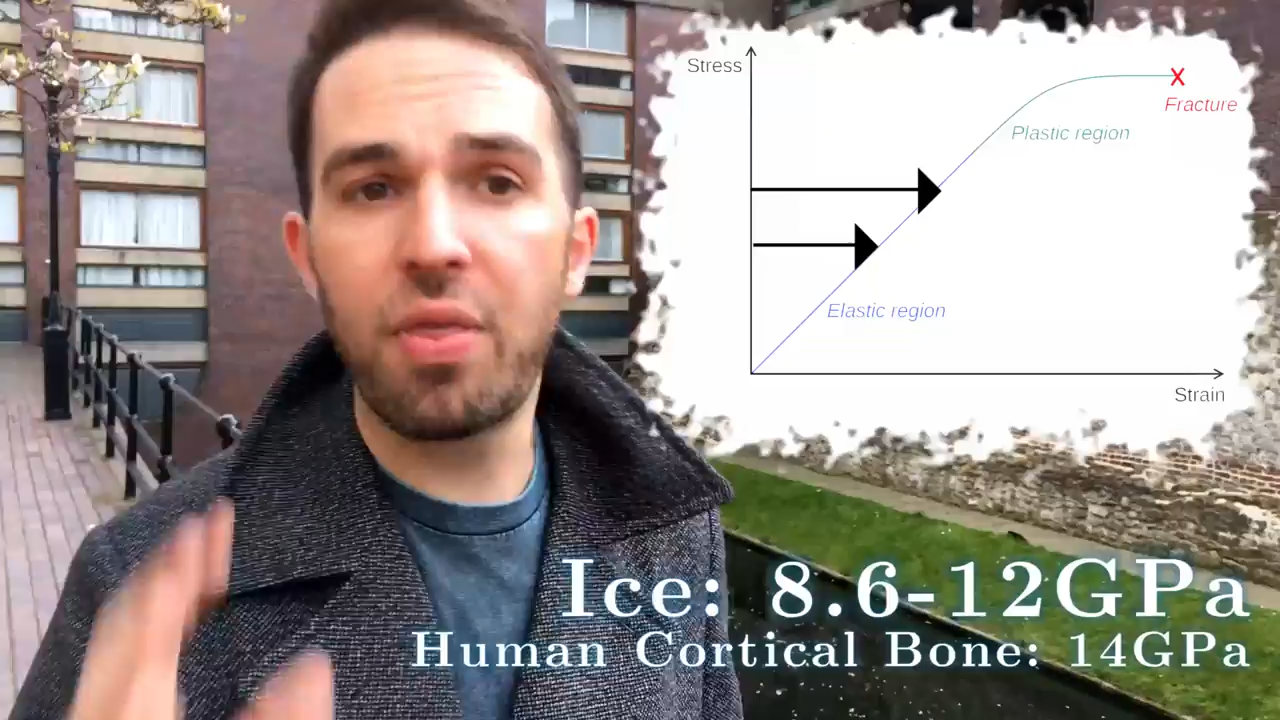 Stress
Fracture
Plastic region
Elastic region
Strain
Ice: 8.6-12GPa
Human Cortical Bone: 14GPa